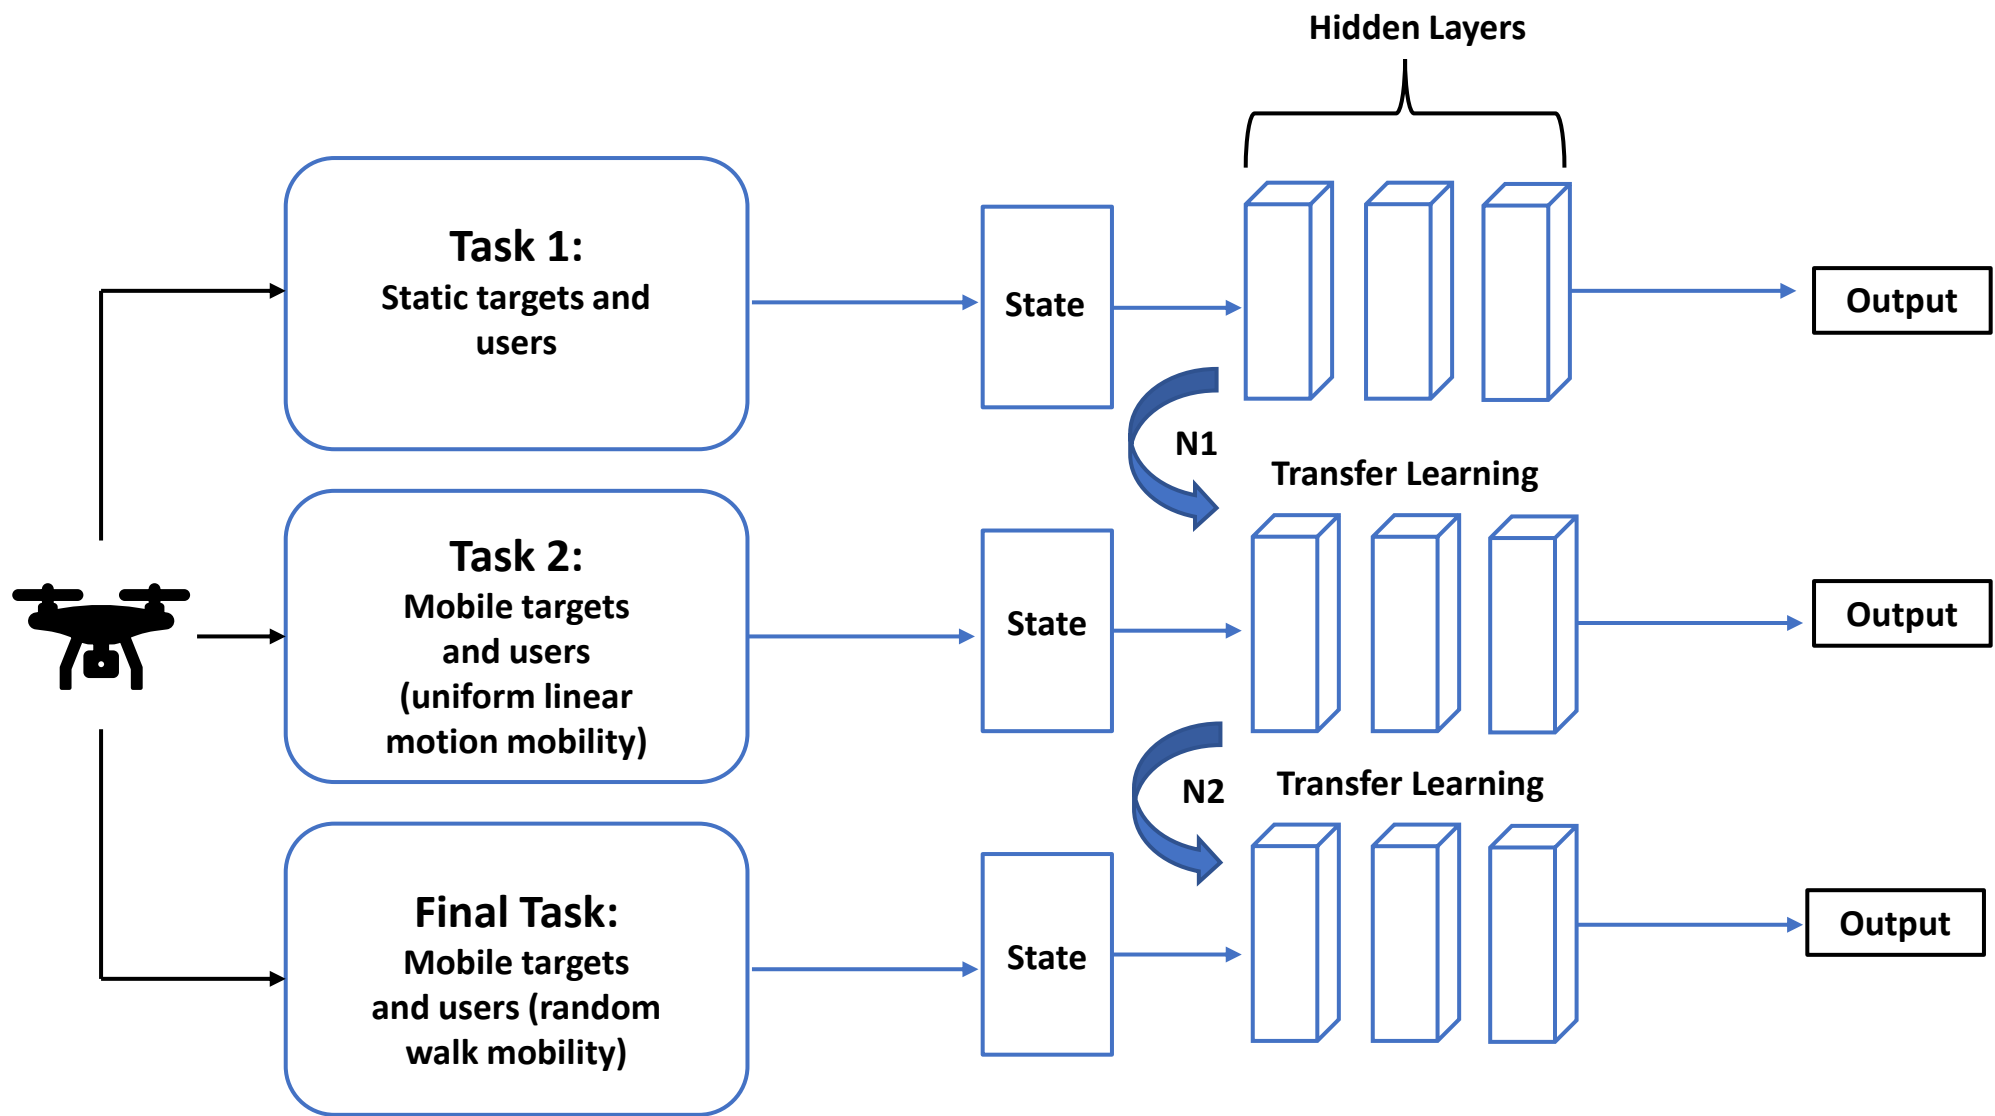 Hidden Layers
Task 1:
Static targets and
users
State
Output
N1
Transfer Learning
Task 2:
Mobile targets
and users
(uniform linear
motion mobility)
State
Output
N2
Transfer Learning
Final Task:
Mobile targets
and users (random
walk mobility)
State
Output